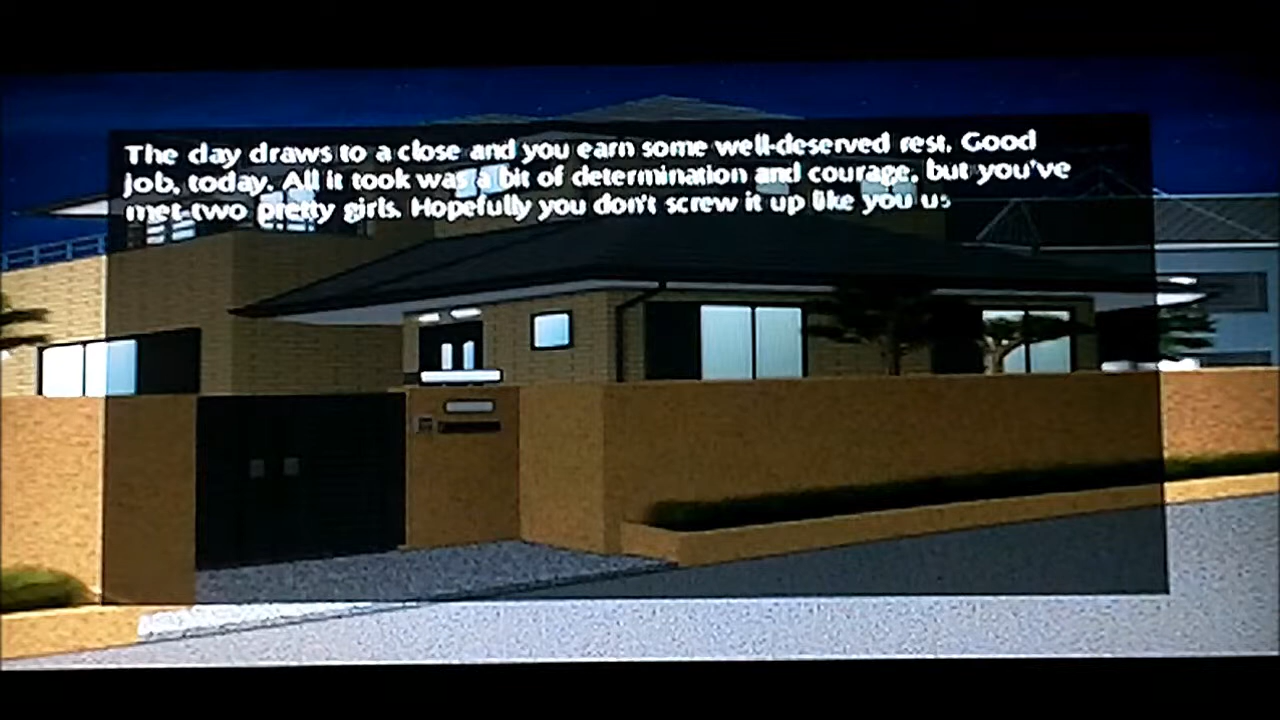 The day draws to a close and you earn some well-deserved rest. Good
job, today. All it took was a bit of determination and courage, but you've
met two pretty girls. Hopefully you don't screw it up like you us